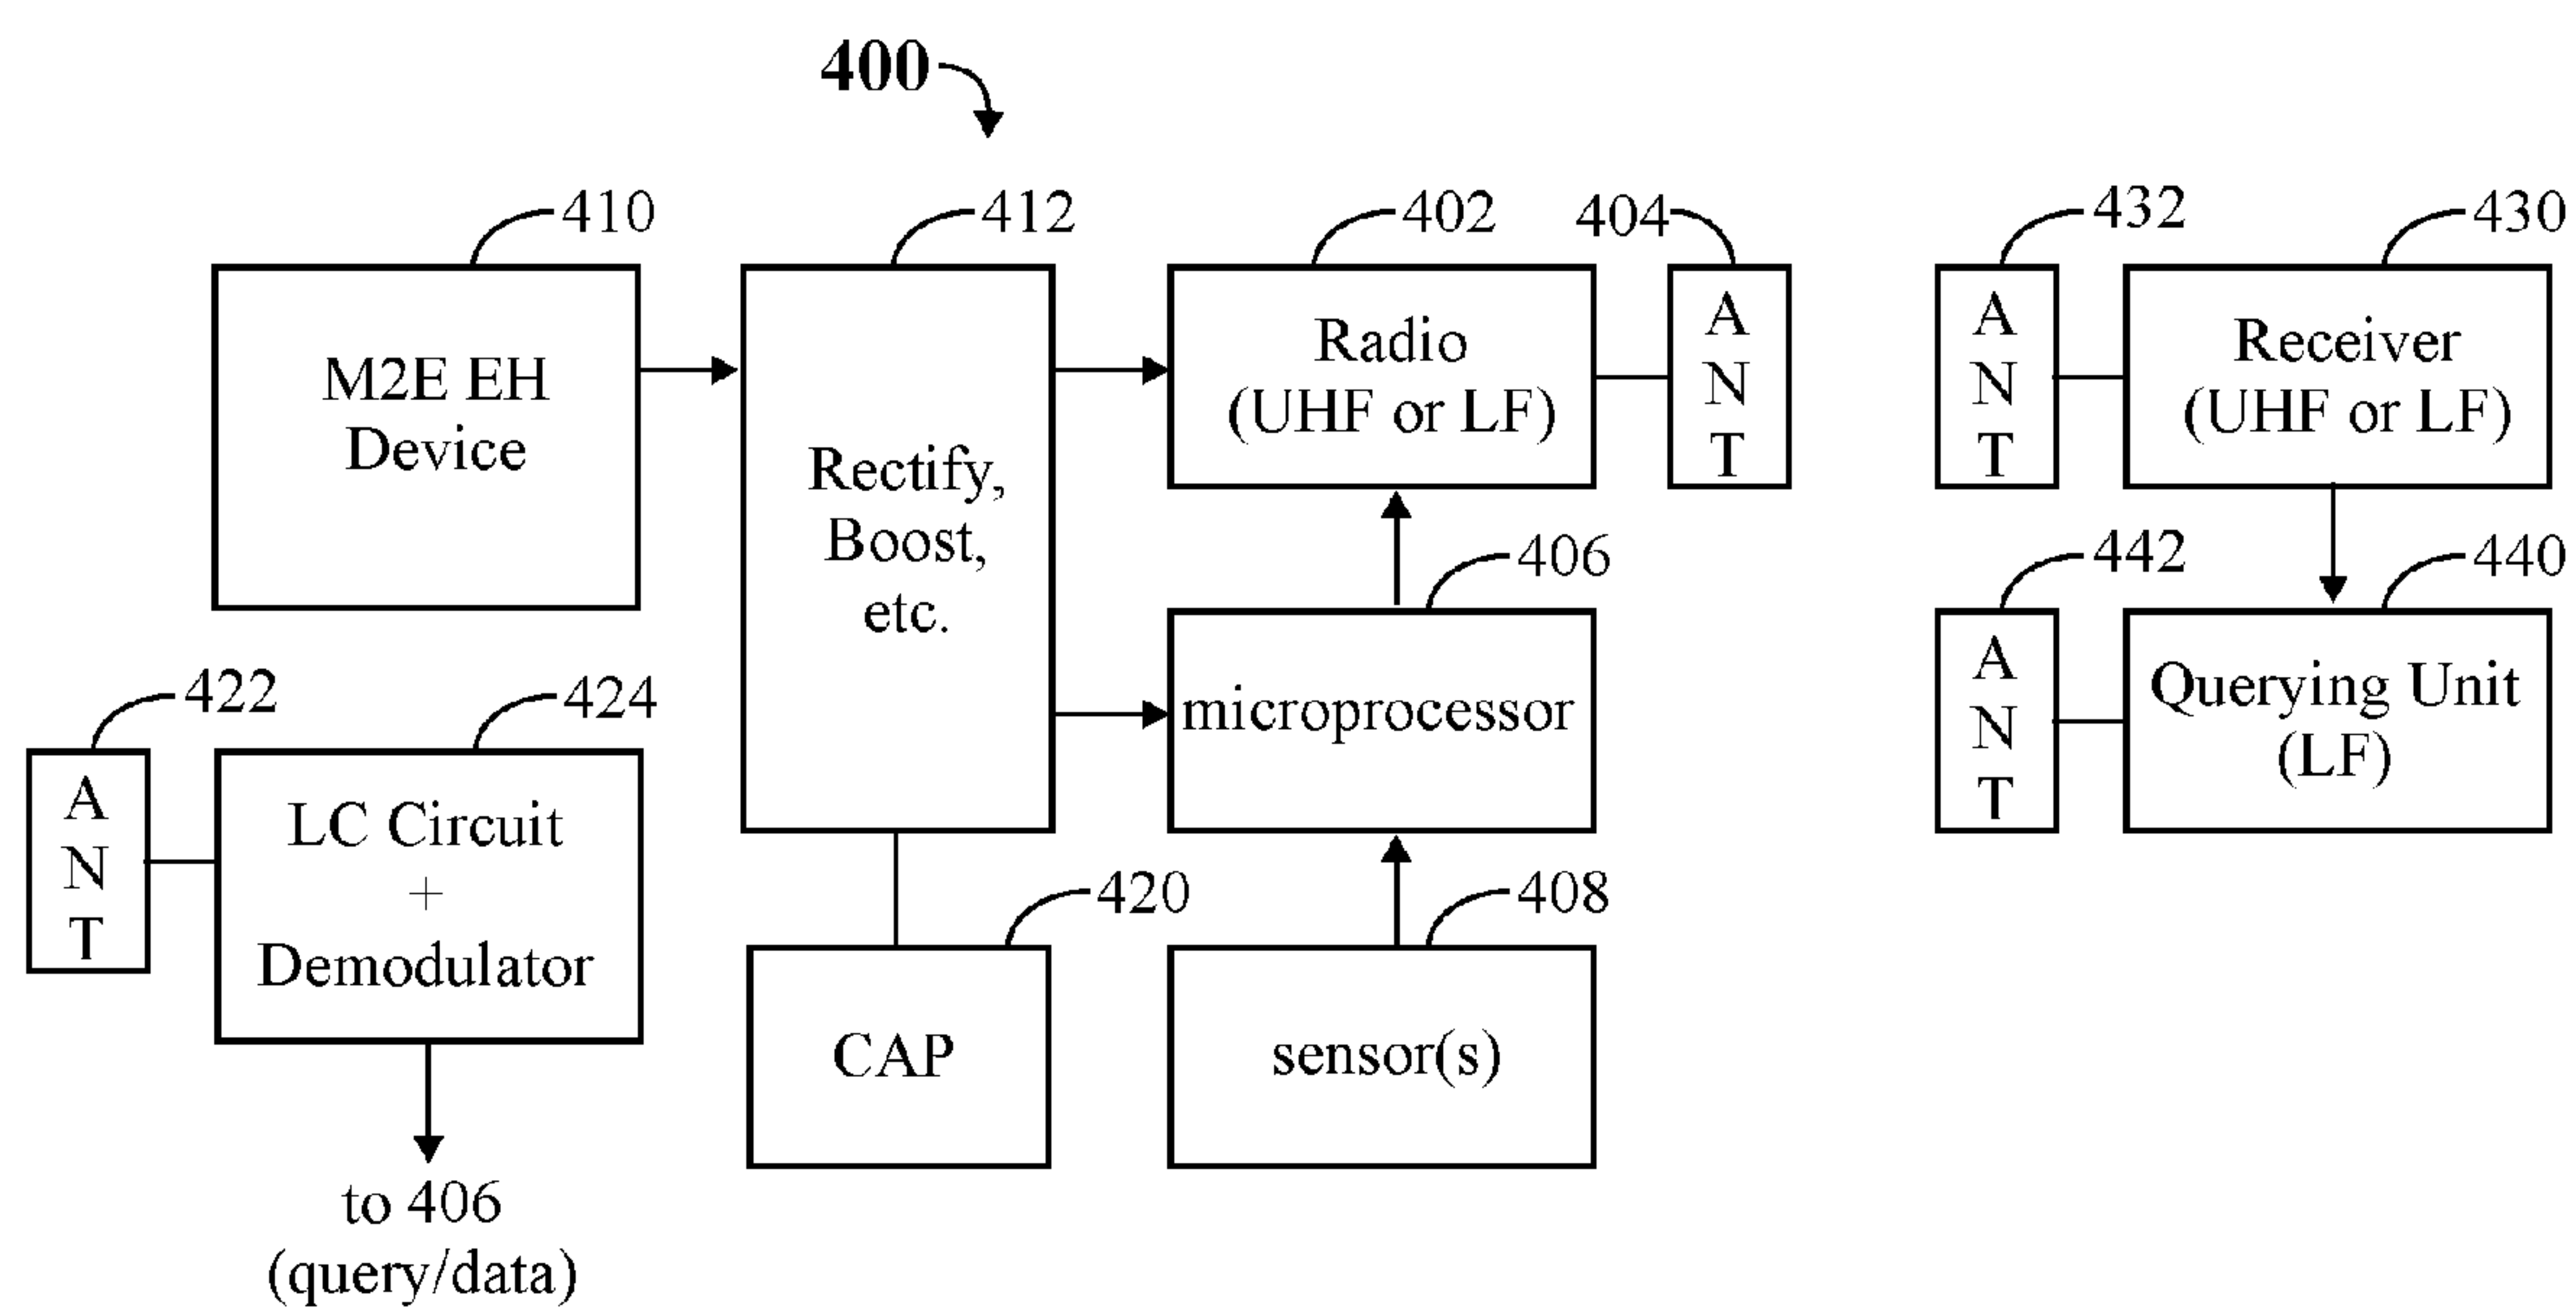 400
410
412
402
404
432
430
M2E EH
Device
Rectify,
Boost,
etc.
Radio
(UHF or LF)
A
N
T
A
N
T
Receiver
(UHF or LF)
406
442
440
microprocessor
A
N
T
Querying Unit
(LF)
422
424
A
N
T
LC Circuit
+
Demodulator
420
408
CAP
sensor(s)
to 406
(query/data)